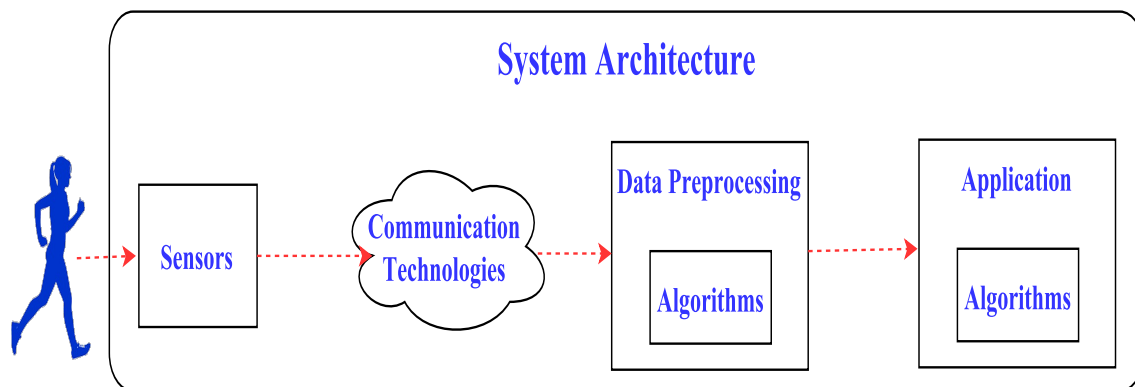 System Architecture
Sensors
Communication
Technologies
Data Preprocessing
Algorithms
Application
Algorithms